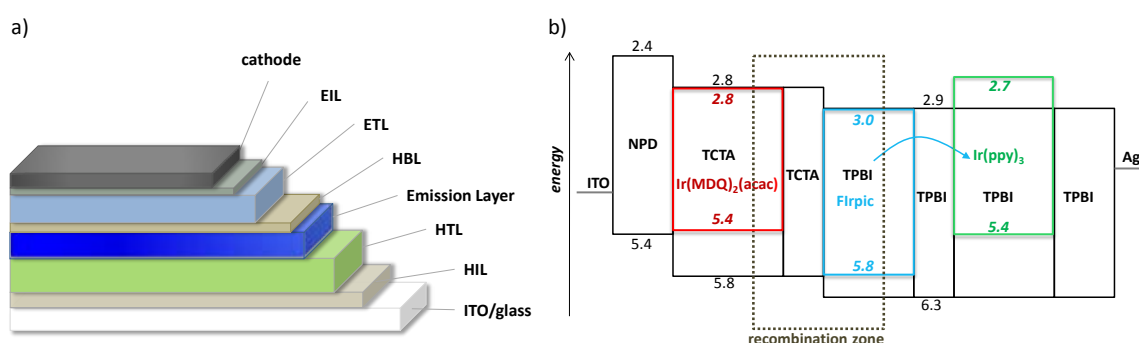 a)
cathode
EIL
ETL
HBL
Emission Layer
HTL
HIL
ITO/glass
b)
energy
2.4
2.8
2.8
3.0
2.9
2.7
NPD
TCTA
Ir(MDQ)₂(acac)
TCTA
TPBI
FIrpic
TPBI
Ir(ppy)₃
TPBI
TPBI
ITO
Ag
5.4
5.4
5.8
5.8
6.3
5.4
recombination zone